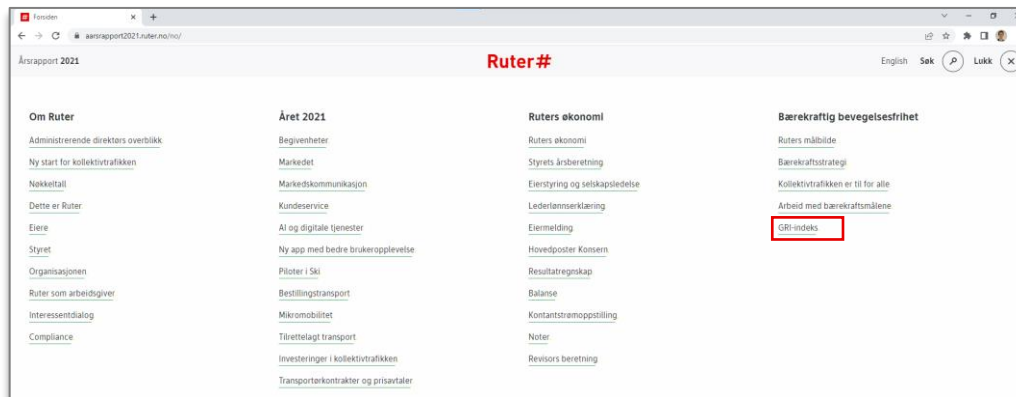 Forsiden
aarsrapport2021.ruter.no/no/
Årsrapport 2021
Ruter#
English Søk Lukk
Om Ruter
Administrerende direktørs overblikk
Ny start for kollektivtrafikken
Nøkkeltall
Dette er Ruter
Eiere
Styret
Organisasjonen
Ruter som arbeidsgiver
Interessentdialog
Compliance
Året 2021
Begivenheter
Markedet
Markedskommunikasjon
Kundeservice
AI og digitale tjenester
Ny app med bedre brukeropplevelse
Piloter i Ski
Bestillingstransport
Mikromobilitet
Tilrettelagt transport
Investeringer i kollektivtrafikken
Transportørkontrakter og prisavtaler
Ruters økonomi
Ruters økonomi
Styrets årsberetning
Eierstyring og selskapsledelse
Lederlønnserklæring
Eiermelding
Hovedposter Konsern
Resultatregnskap
Balanse
Kontantstrømoppstilling
Noter
Revisors beretning
Bærekraftig bevegelsesfrihet
Ruters målbilde
Bærekraftsstrategi
Kollektivtrafikken er til for alle
Arbeid med bærekraftsmålene
GRI-indeks